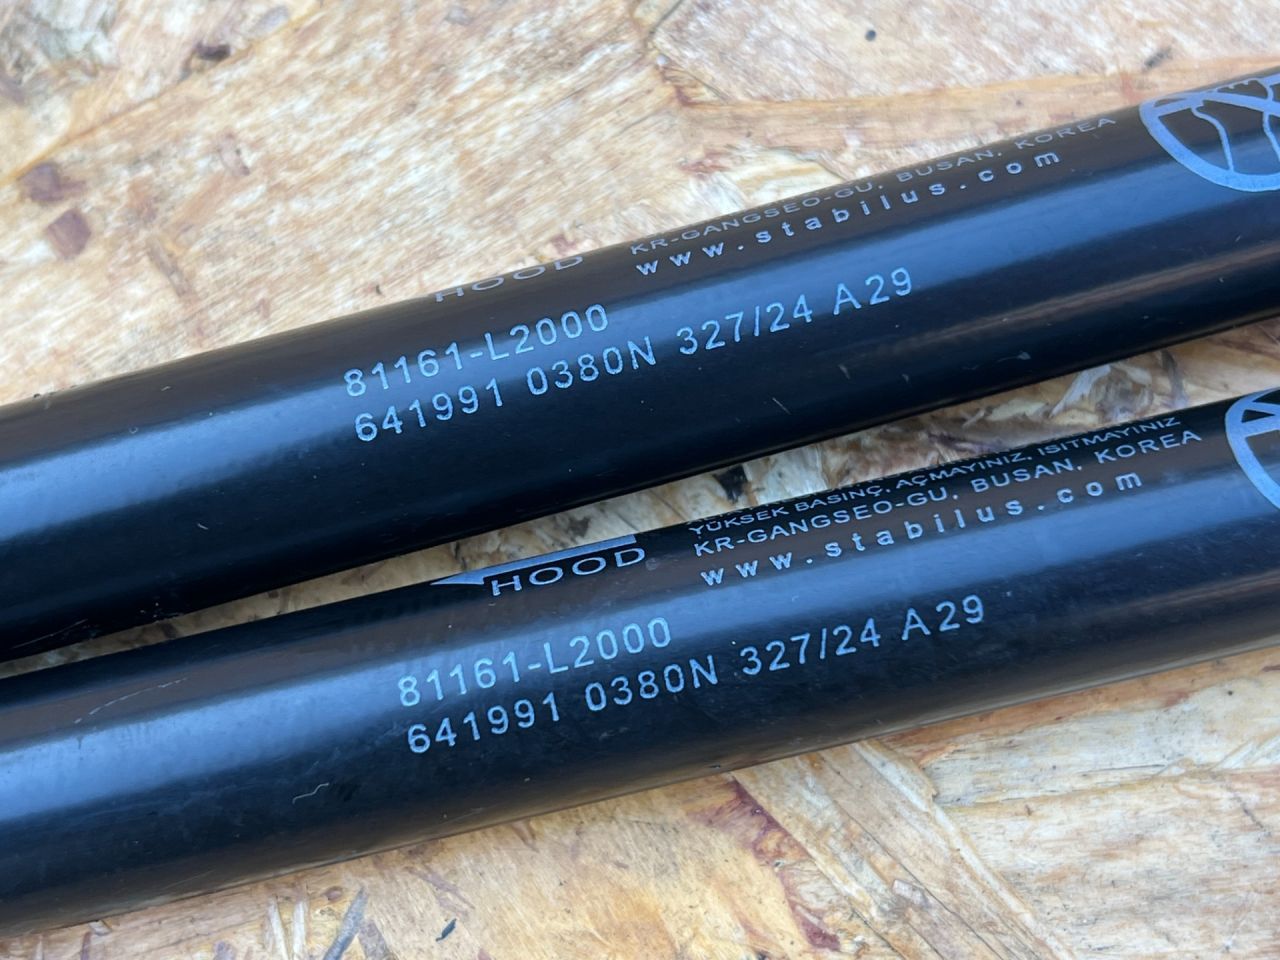 HOOD
KR-GANGSEO-GU, BUSAN, KOREA
www.stabilus.com
81161-L2000
641991 0380N 327/24 A29
YÜKSEK BASINÇ, AÇMAYINIZ, ISITMAYINIZ
HOOD
KR-GANGSEO-GU, BUSAN, KOREA
www.stabilus.com
81161-L2000
641991 0380N 327/24 A29